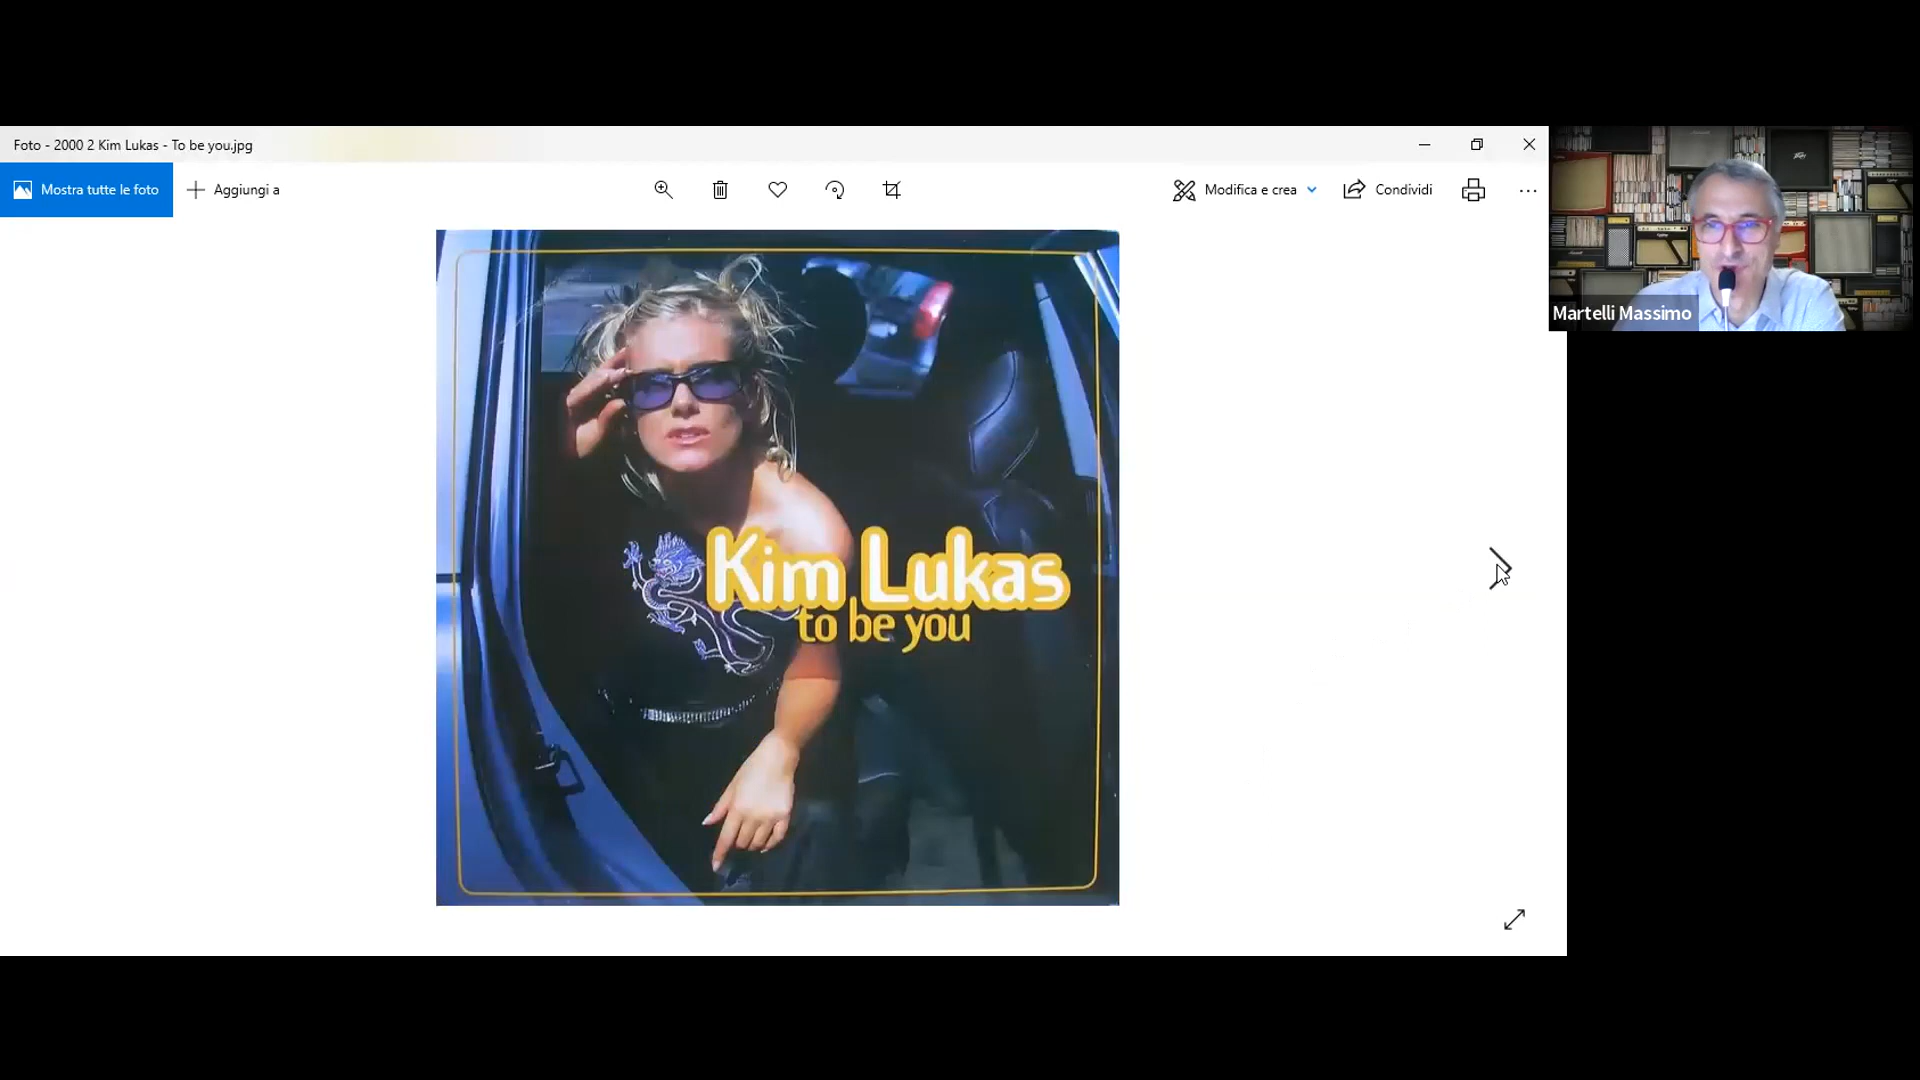 Foto - 2000 2 Kim Lukas - To be you.jpg
Mostra tutte le foto
Aggiungi a
Modifica e crea
Condividi
Martelli Massimo
Kim Lukas
to be you